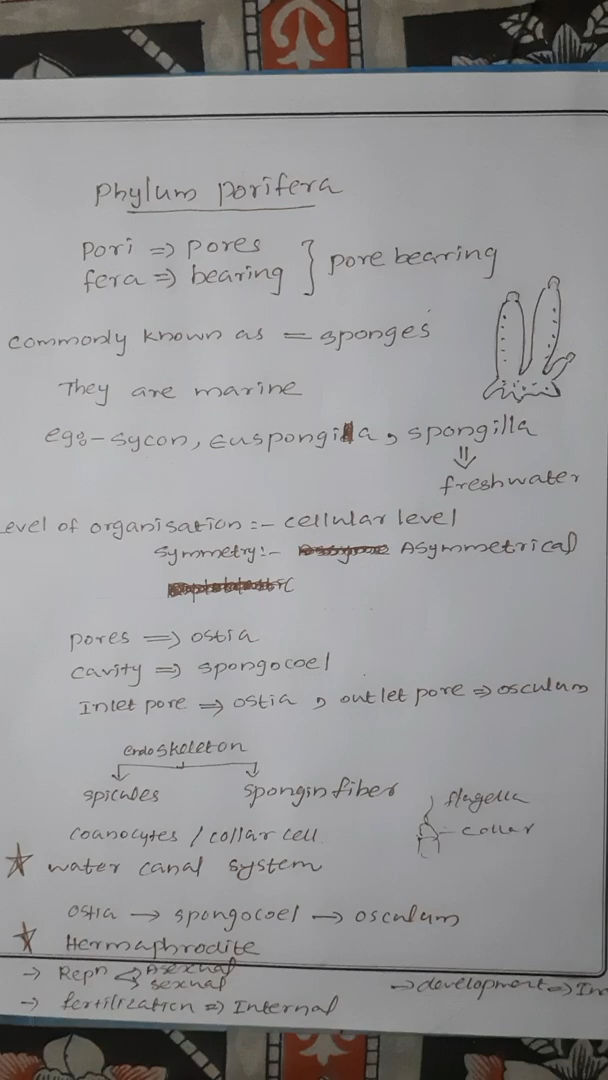 Phylum porifera
Pori => pores
fera => bearing } pore bearing
commonly known as = sponges
They are marine
eg:- sycon, Euspongilla, spongilla
⇓
freshwater
evel of organisation :- cellular level
symmetry:- Asymmetrical
pores => ostia
cavity => spongocoel
Inlet pore => ostia, outlet pore => osculum
endoskeleton
spicules spongin fiber
flagella
coanocytes / collar cell
collar
☆ water canal system
ostia → spongocoel → osculum
☆ Hermaphrodite
→ Repn Asexual
sexual
→ development => In
→ fertilization => Internal